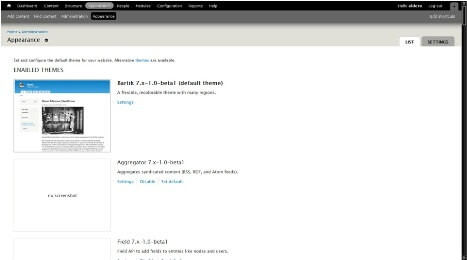 Dashboard Content Structure Appearance People Modules Configuration Reports Help
Hello Log out
Add content Find content Administration Appearance
Edit shortcuts
Home » Administration
Appearance
LIST SETTINGS
Set and configure the default theme for your website. Alternative themes are available.
ENABLED THEMES
Bartik 7.x-1.0-beta1 (default theme)
A flexible, recolorable theme with many regions.
Settings
Aggregator 7.x-1.0-beta1
Aggregates syndicated content (RSS, RDF, and Atom feeds).
Settings Disable Set default
no screenshot
Field 7.x-1.0-beta1
Field API to add fields to entities like nodes and users.